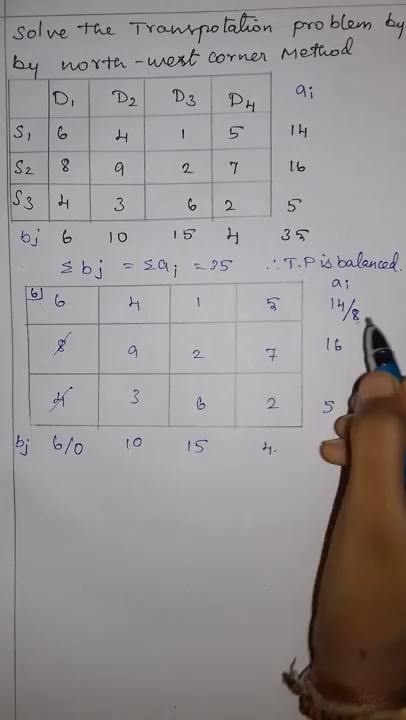 Solve the Transpotation problem by
by north-west corner Method
D1 D2 D3 D4 ai
S1 6 4 1 5 14
S2 8 9 2 7 16
S3 4 3 6 2 5
bj 6 10 15 4 35
Σbj = Σai = 35 ∴ T.P is balanced.
ai
6 6 4 1 5 14/8
8 9 2 7 16
4 3 6 2 5
bj 6/0 10 15 4.